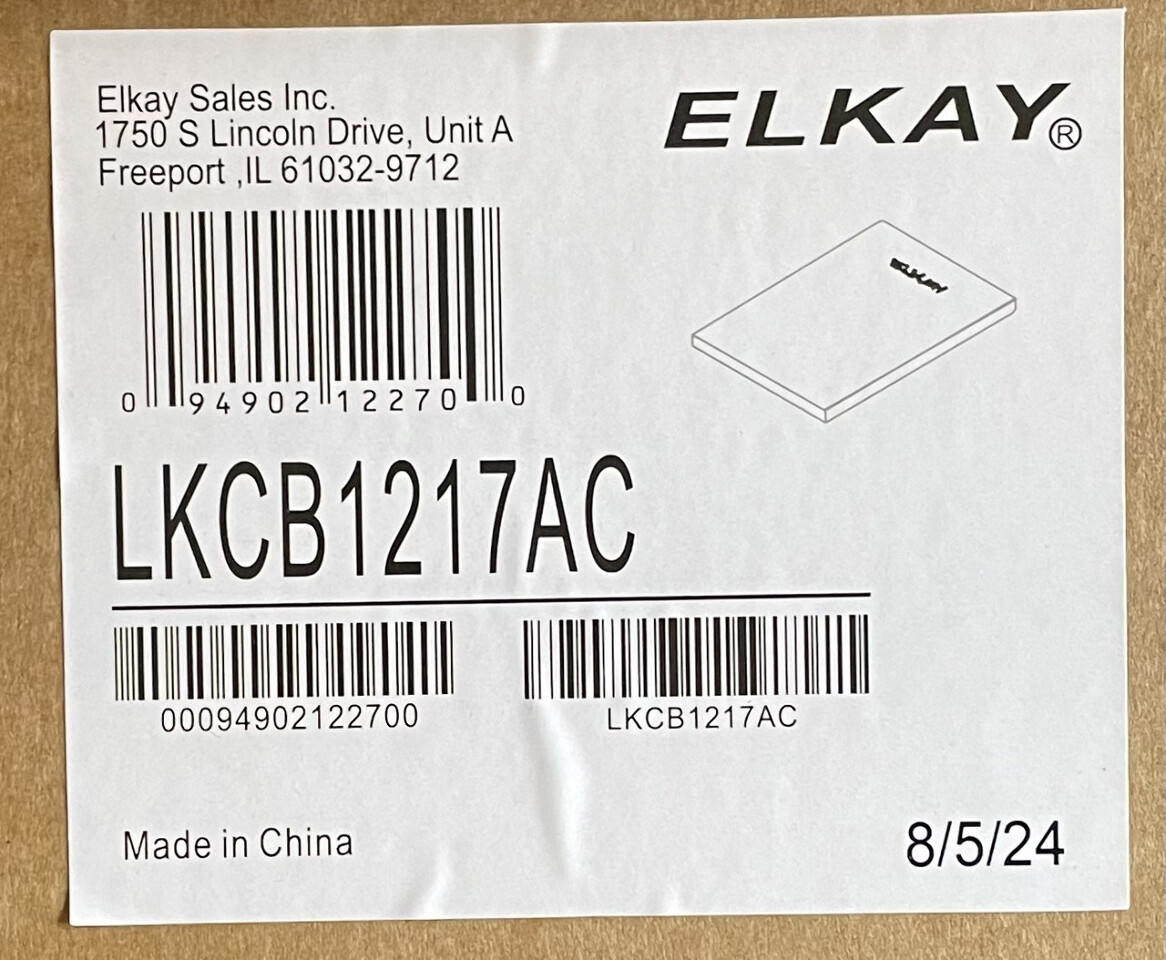 Elkay Sales Inc.
1750 S Lincoln Drive, Unit A
Freeport ,IL 61032-9712
ELKAY®
ELKAY
0 94902 12270 0
LKCB1217AC
00094902122700
LKCB1217AC
Made in China
8/5/24